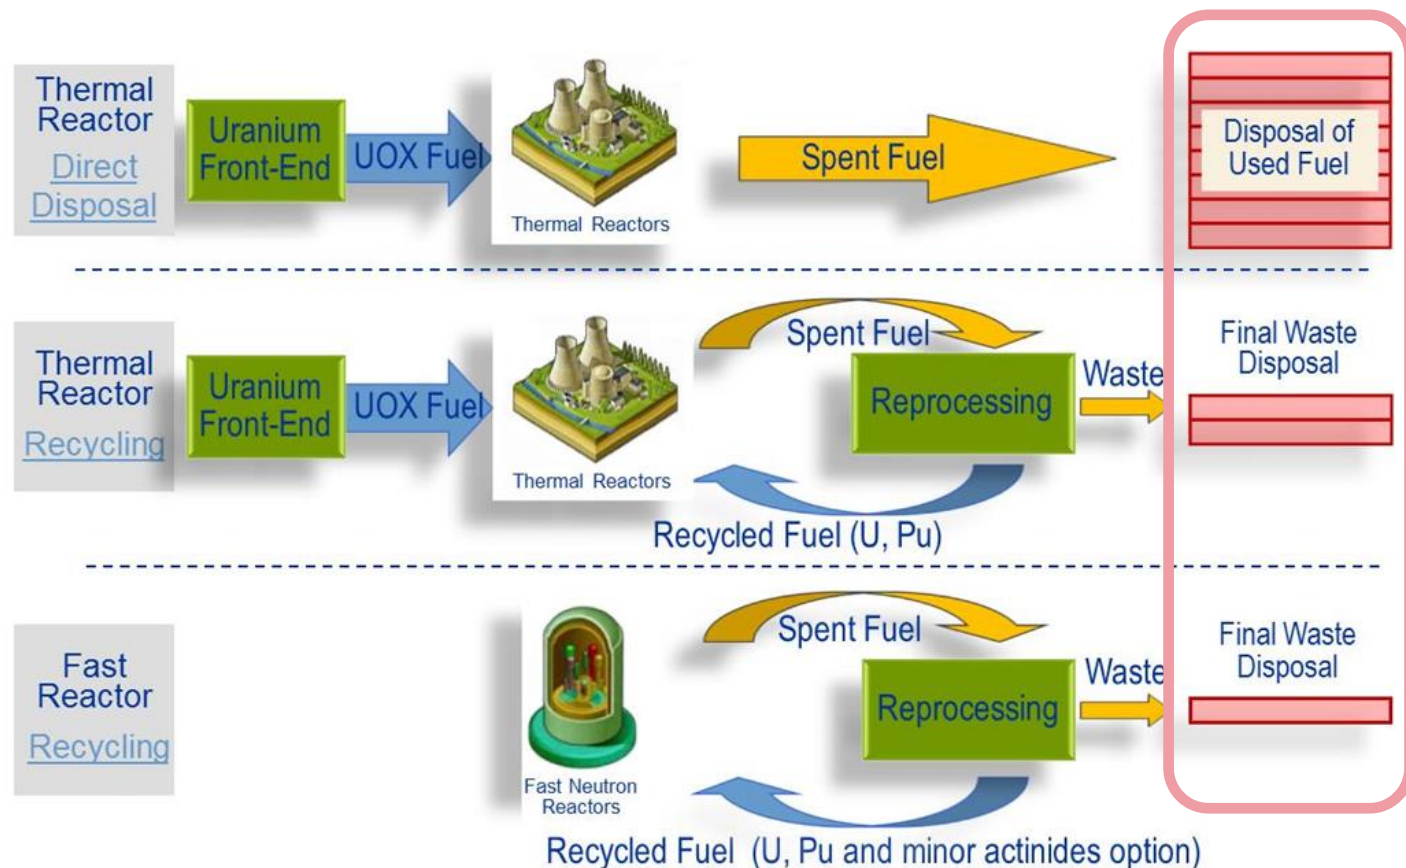 Thermal
Reactor
Direct
Disposal
Uranium
Front-End
UOX Fuel
Thermal Reactors
Spent Fuel
Disposal of
Used Fuel
Thermal
Reactor
Recycling
Uranium
Front-End
UOX Fuel
Thermal Reactors
Spent Fuel
Reprocessing
Waste
Final Waste
Disposal
Recycled Fuel (U, Pu)
Fast
Reactor
Recycling
Fast Neutron
Reactors
Spent Fuel
Reprocessing
Waste
Final Waste
Disposal
Recycled Fuel (U, Pu and minor actinides option)